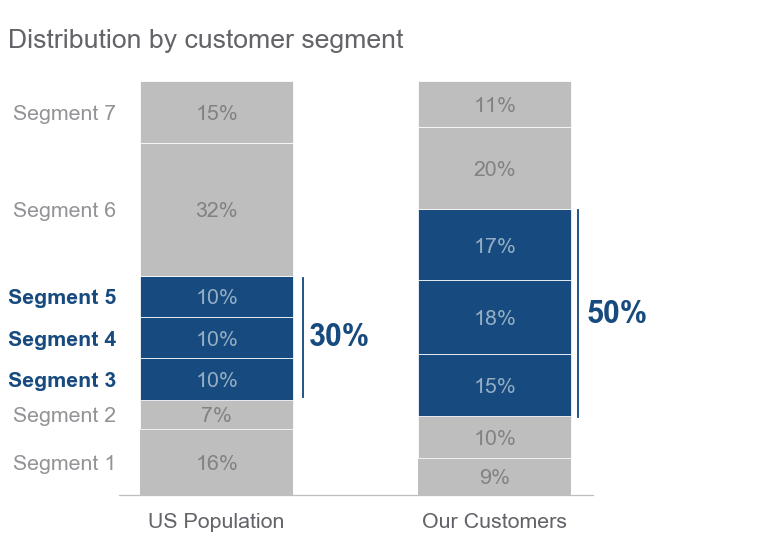 Distribution by customer segment
Segment 7 15% 11%
Segment 6 32% 20%
Segment 5 10% 17%
Segment 4 10% 30% 18% 50%
Segment 3 10% 15%
Segment 2 7% 10%
Segment 1 16% 9%
US Population Our Customers